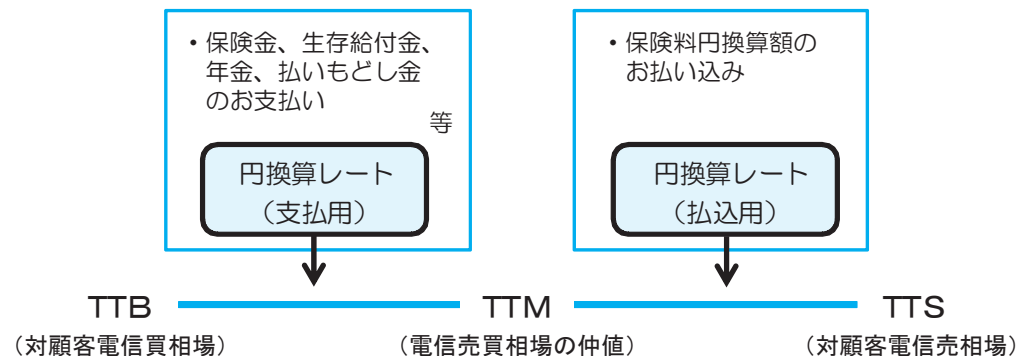 ・保険金、生存給付金、
年金、払いもどし金
のお支払い
等
円換算レート
（支払用）
・保険料円換算額の
お払い込み
円換算レート
（払込用）
TTB
TTM
TTS
（対顧客電信買相場）
（電信売買相場の仲値）
（対顧客電信売相場）